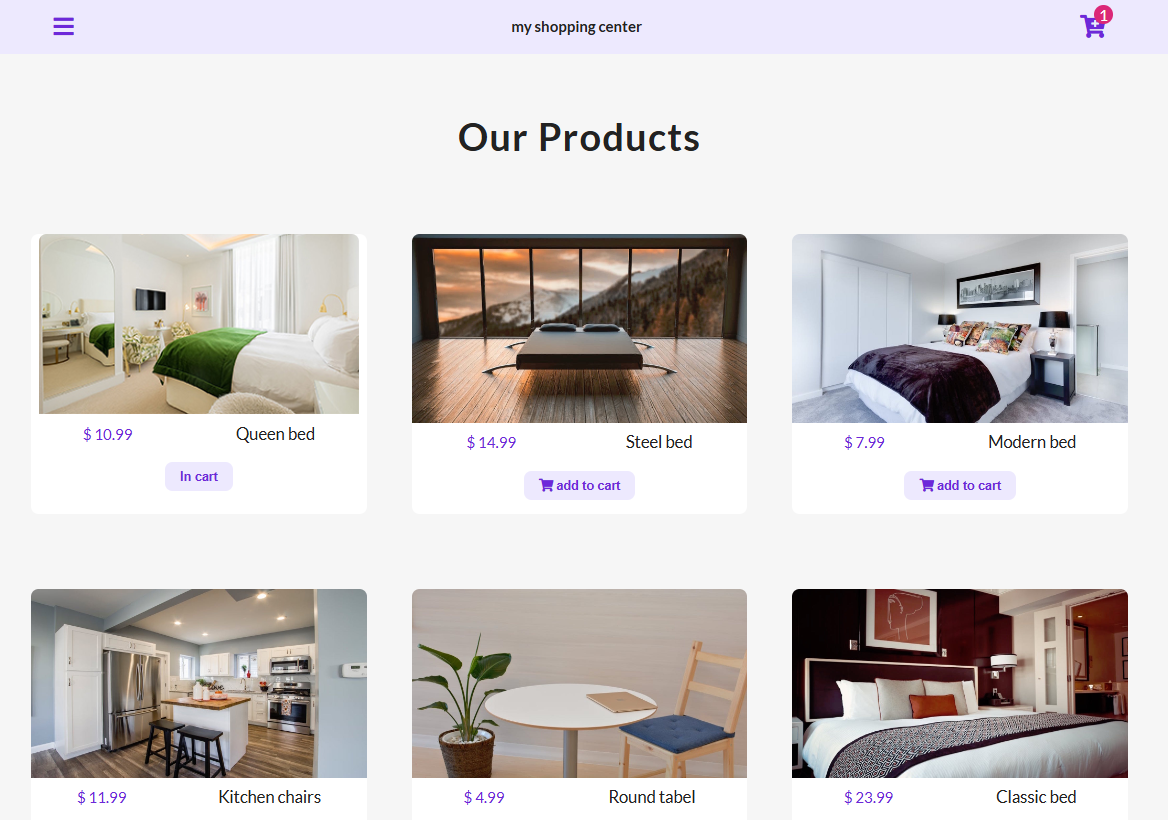 my shopping center
1
Our Products
$ 10.99 Queen bed
In cart
$ 14.99 Steel bed
add to cart
$ 7.99 Modern bed
add to cart
$ 11.99 Kitchen chairs
$ 4.99 Round tabel
$ 23.99 Classic bed